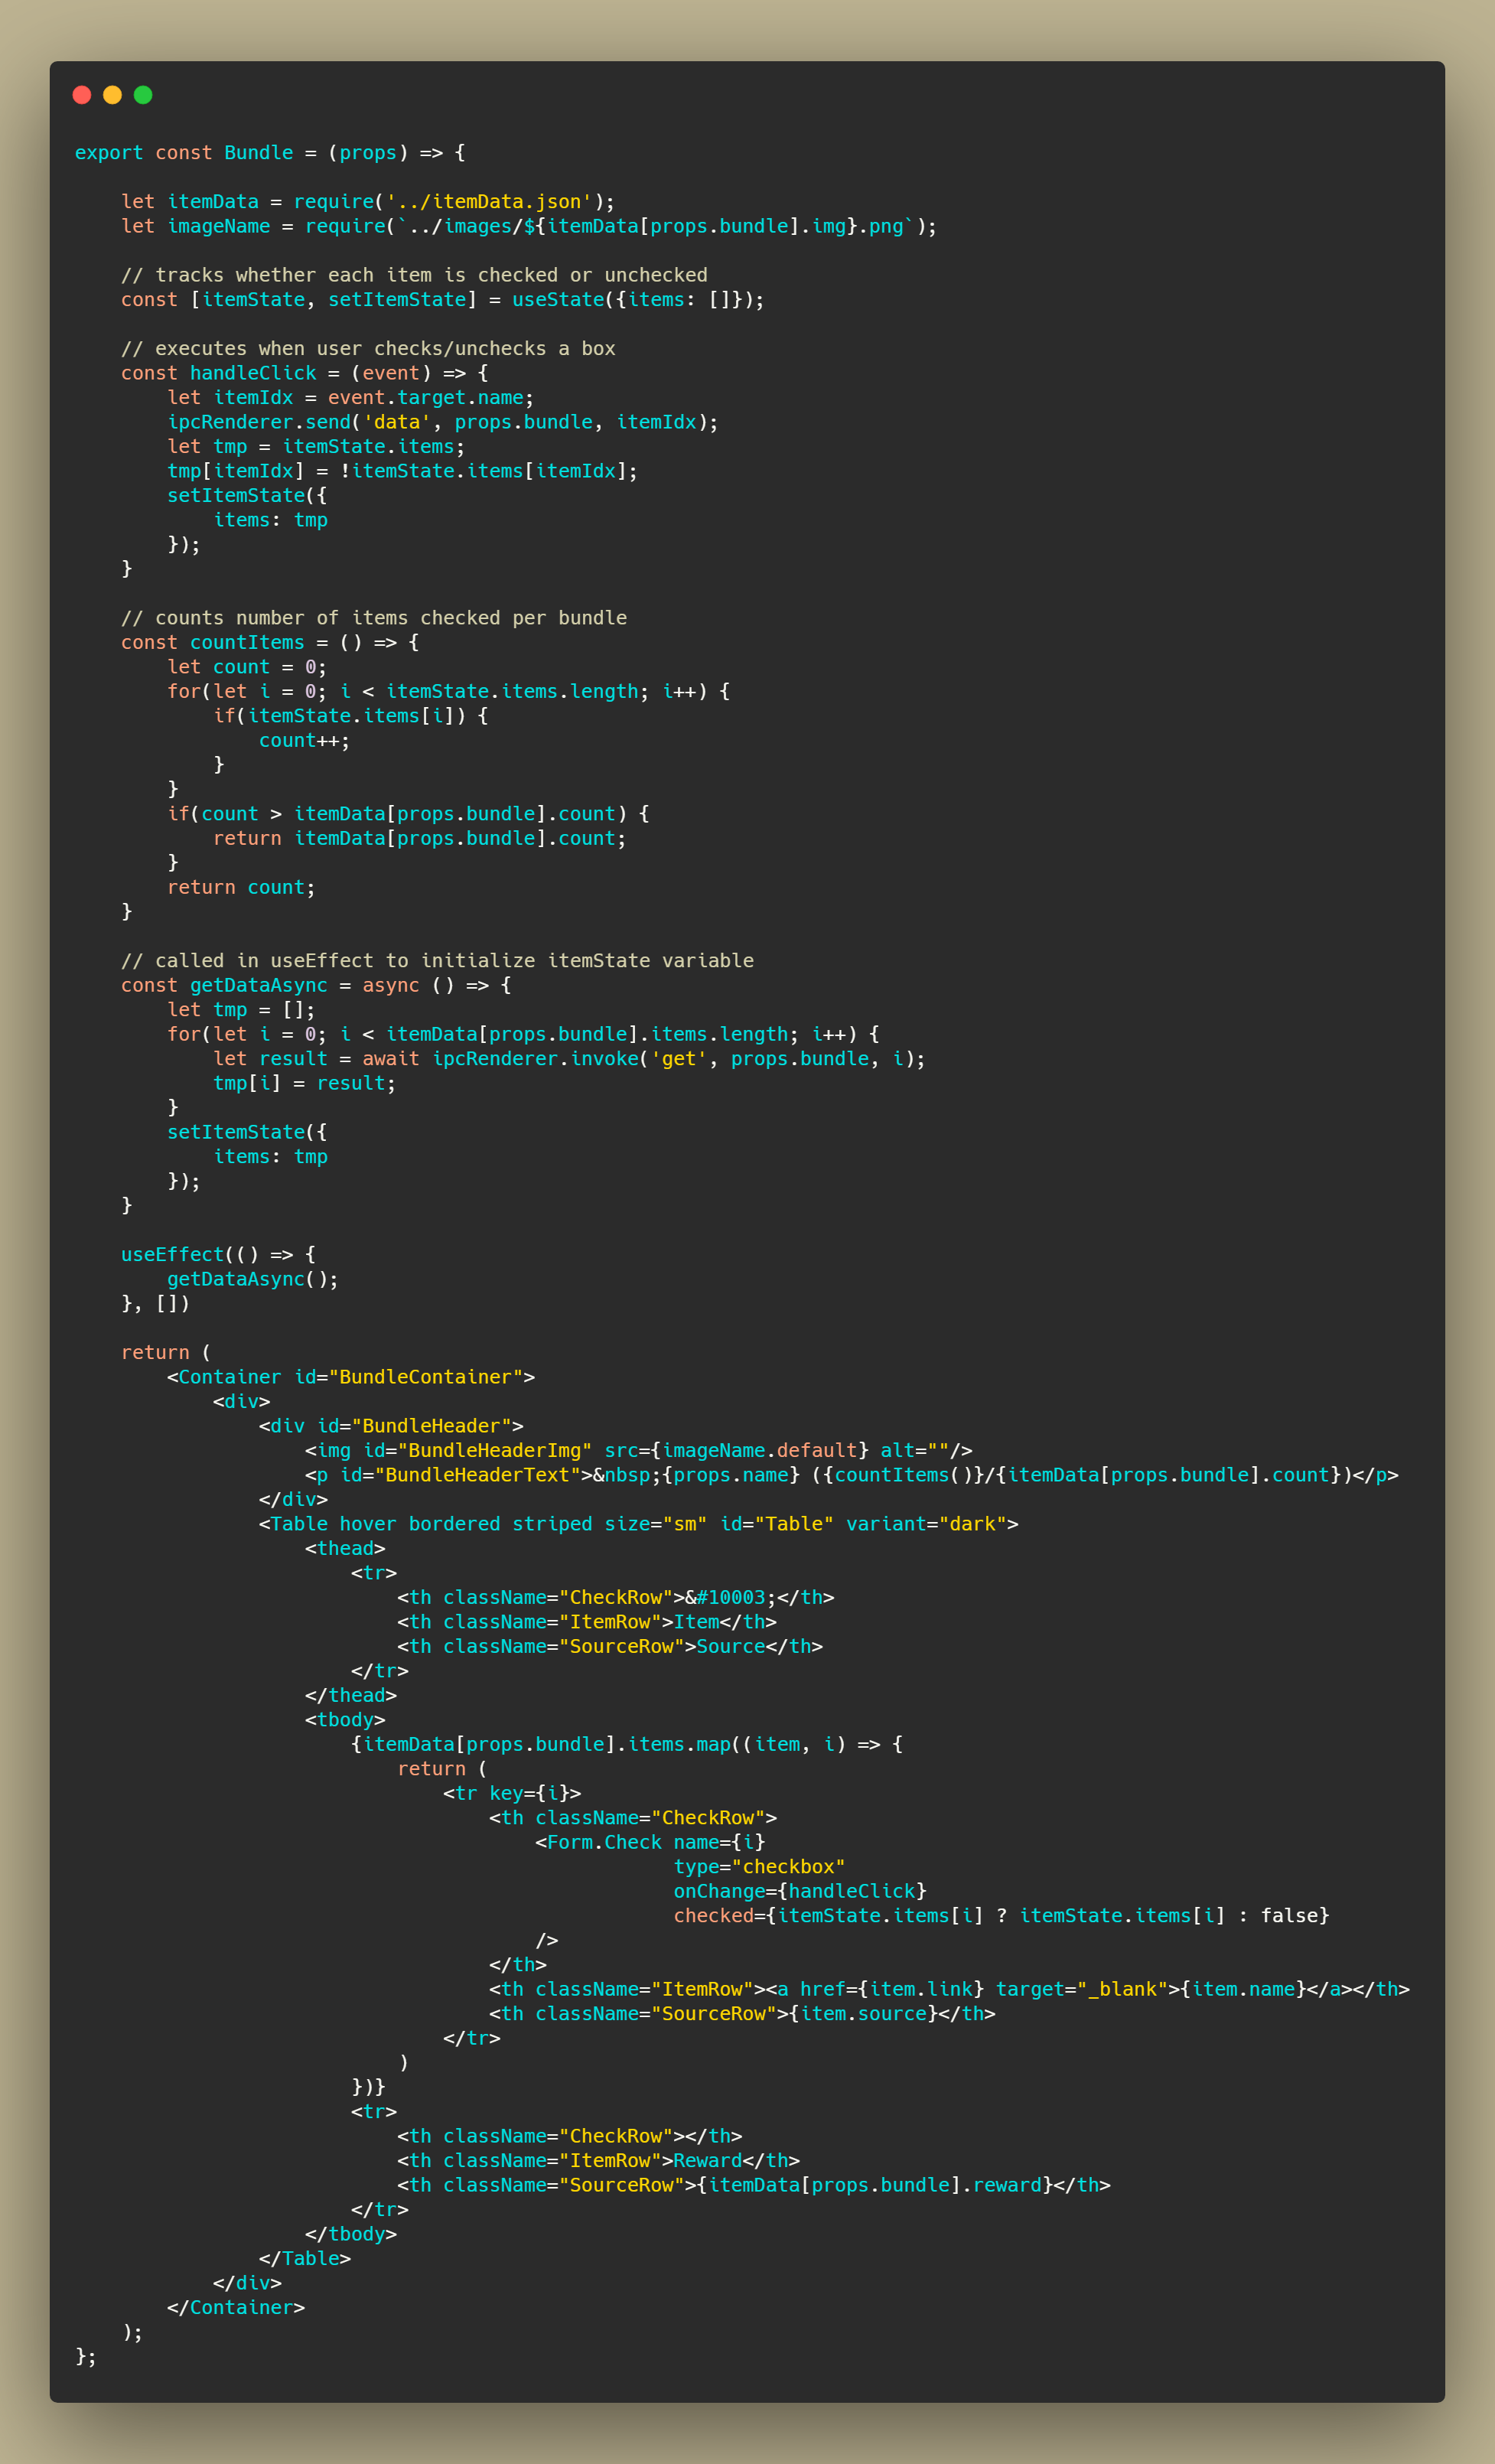 export const Bundle = (props) => {

    let itemData = require('../itemData.json');
    let imageName = require(`../images/${itemData[props.bundle].img}.png`);

    // tracks whether each item is checked or unchecked
    const [itemState, setItemState] = useState({items: []});

    // executes when user checks/unchecks a box
    const handleClick = (event) => {
        let itemIdx = event.target.name;
        ipcRenderer.send('data', props.bundle, itemIdx);
        let tmp = itemState.items;
        tmp[itemIdx] = !itemState.items[itemIdx];
        setItemState({
            items: tmp
        });
    }

    // counts number of items checked per bundle
    const countItems = () => {
        let count = 0;
        for(let i = 0; i < itemState.items.length; i++) {
            if(itemState.items[i]) {
                count++;
            }
        }
        if(count > itemData[props.bundle].count) {
            return itemData[props.bundle].count;
        }
        return count;
    }

    // called in useEffect to initialize itemState variable
    const getDataAsync = async () => {
        let tmp = [];
        for(let i = 0; i < itemData[props.bundle].items.length; i++) {
            let result = await ipcRenderer.invoke('get', props.bundle, i);
            tmp[i] = result;
        }
        setItemState({
            items: tmp
        });
    }

    useEffect(() => {
        getDataAsync();
    }, [])

    return (
        <Container id="BundleContainer">
            <div>
                <div id="BundleHeader">
                    <img id="BundleHeaderImg" src={imageName.default} alt=""/>
                    <p id="BundleHeaderText">&nbsp;{props.name} ({countItems()}/{itemData[props.bundle].count})</p>
                </div>
                <Table hover bordered striped size="sm" id="Table" variant="dark">
                    <thead>
                        <tr>
                            <th className="CheckRow">&#10003;</th>
                            <th className="ItemRow">Item</th>
                            <th className="SourceRow">Source</th>
                        </tr>
                    </thead>
                    <tbody>
                        {itemData[props.bundle].items.map((item, i) => {
                            return (
                                <tr key={i}>
                                    <th className="CheckRow">
                                        <Form.Check name={i}
                                                    type="checkbox"
                                                    onChange={handleClick}
                                                    checked={itemState.items[i] ? itemState.items[i] : false}
                                        />
                                    </th>
                                    <th className="ItemRow"><a href={item.link} target="_blank">{item.name}</a></th>
                                    <th className="SourceRow">{item.source}</th>
                                </tr>
                            )
                        })}
                        <tr>
                            <th className="CheckRow"></th>
                            <th className="ItemRow">Reward</th>
                            <th className="SourceRow">{itemData[props.bundle].reward}</th>
                        </tr>
                    </tbody>
                </Table>
            </div>
        </Container>
    );
};